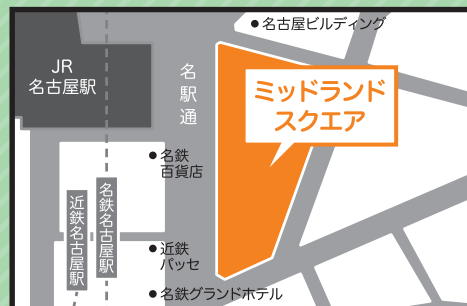 名古屋ビルディング
JR
名古屋駅
名駅通
ミッドランド
スクエア
名鉄
百貨店
近鉄名古屋駅
名鉄名古屋駅
近鉄
パッセ
名鉄グランドホテル